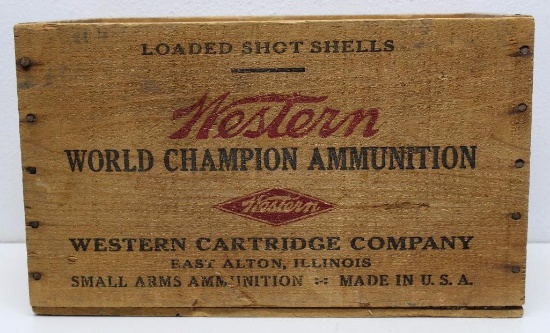 LOADED SHOT SHELLS
Western
WORLD CHAMPION AMMUNITION
Western
WESTERN CARTRIDGE COMPANY
EAST ALTON, ILLINOIS
SMALL ARMS AMMUNITION :: MADE IN U.S.A.